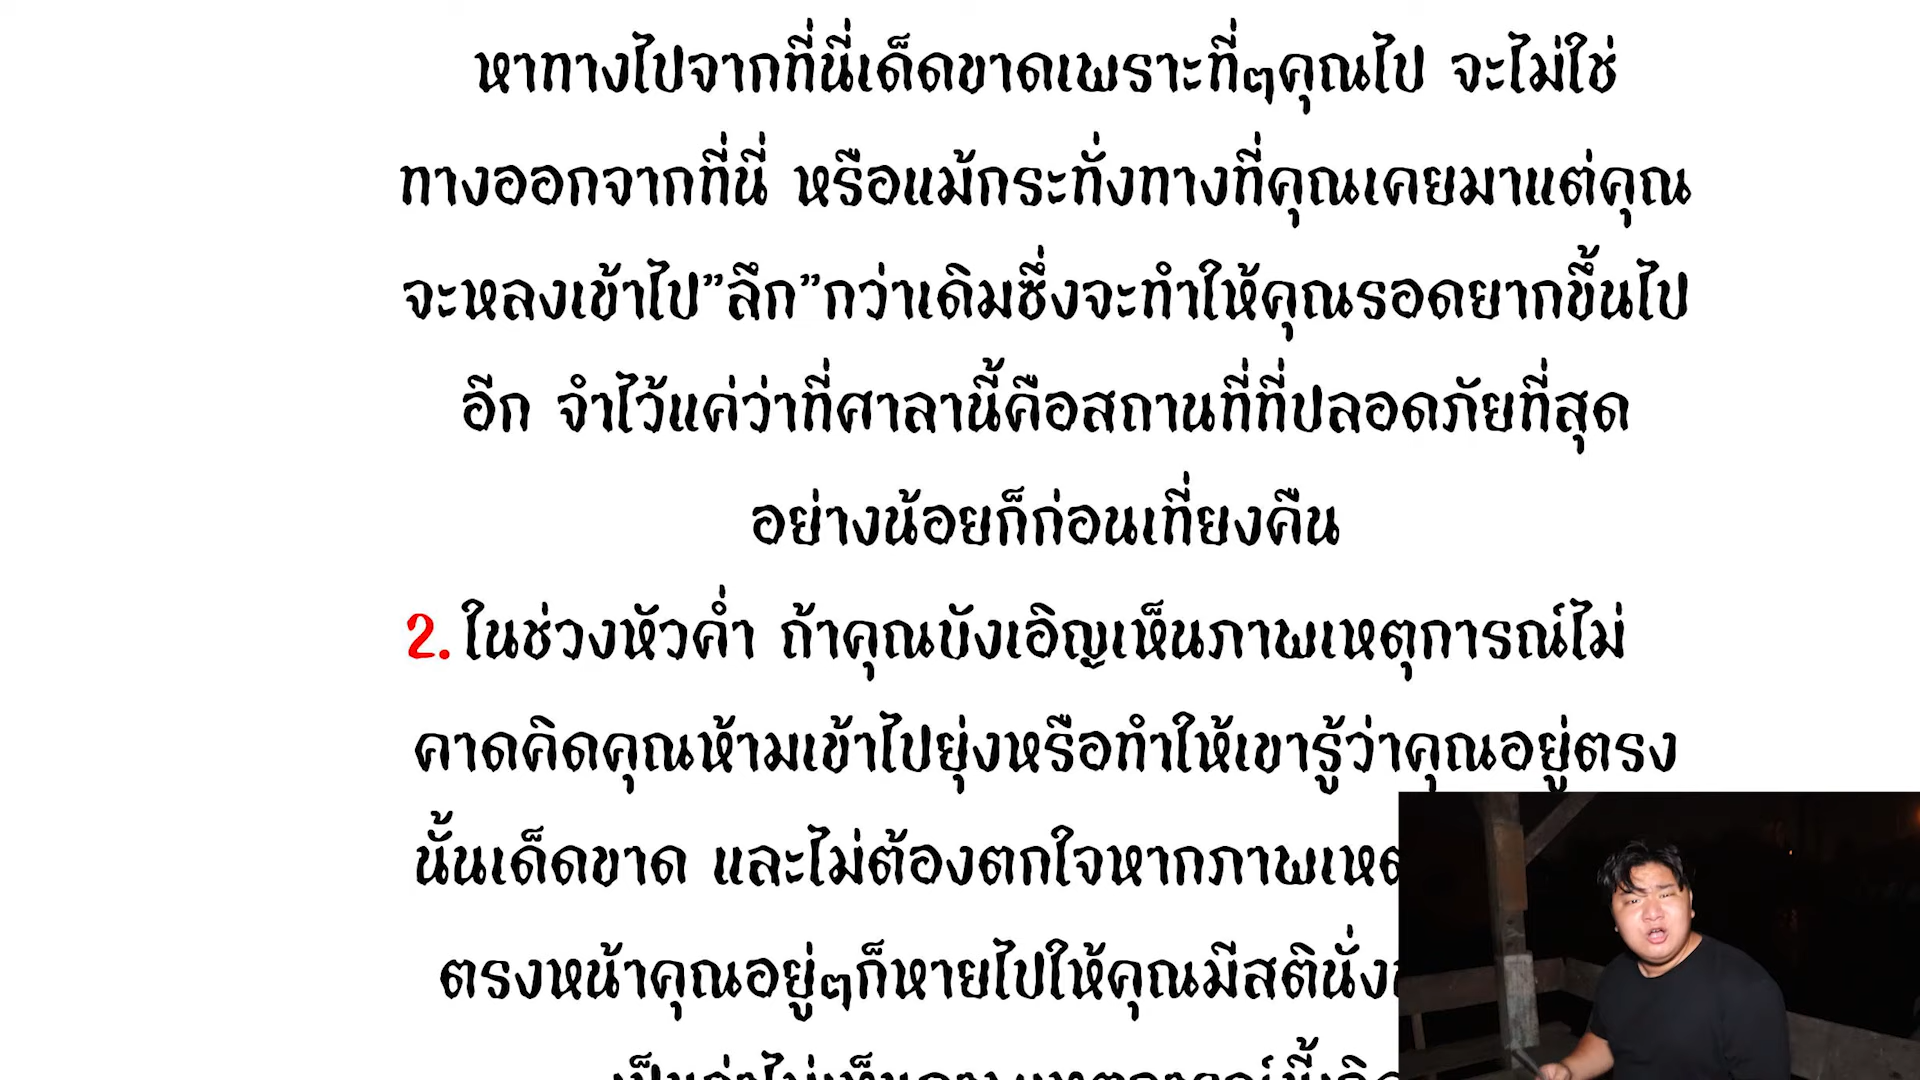 หาทางไปจากที่นี่เด็ดขาดเพราะที่ๆคุณไป จะไม่ใช่
ทางออกจากที่นี่ หรือแม้กระทั่งทางที่คุณเคยมาแต่คุณ
จะหลงเข้าไป”ลึก”กว่าเดิมซึ่งจะทำให้คุณรอดยากขึ้นไป
อีก จำไว้แค่ว่าที่ศาลานี้คือสถานที่ที่ปลอดภัยที่สุด
อย่างน้อยก็ก่อนเที่ยงคืน
2. ในช่วงหัวค่ำ ถ้าคุณบังเอิญเห็นภาพเหตุการณ์ไม่
คาดคิดคุณห้ามเข้าไปยุ่งหรือทำให้เขารู้ว่าคุณอยู่ตรง
นั้นเด็ดขาด และไม่ต้องตกใจหากภาพ
ตรงหน้าคุณอยู่ๆก็หายไปให้คุณมีสตินั่ง